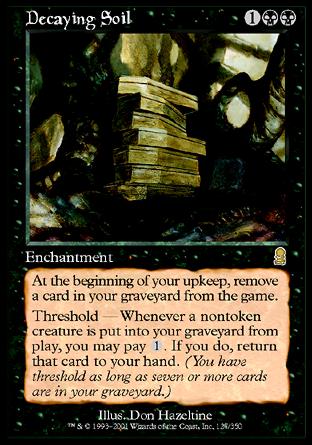 Decaying Soil 1
Enchantment
At the beginning of your upkeep, remove
a card in your graveyard from the game.
Threshold — Whenever a nontoken
creature is put into your graveyard from
play, you may pay 1. If you do, return
that card to your hand. (You have
threshold as long as seven or more cards
are in your graveyard.)
Illus. Don Hazeltine
™ & © 1993–2001 Wizards of the Coast, Inc.